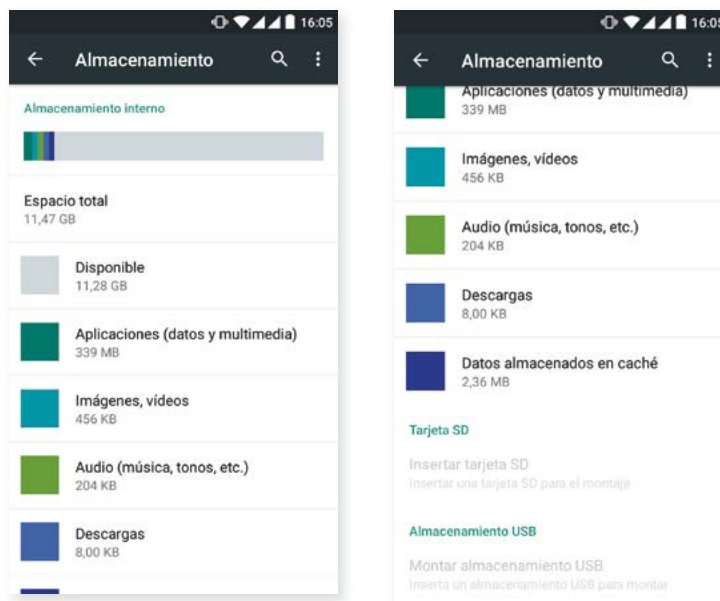 16:05
Almacenamiento
Almacenamiento interno
Espacio total
11,47 GB
Disponible
11,28 GB
Aplicaciones (datos y multimedia)
339 MB
Imágenes, vídeos
456 KB
Audio (música, tonos, etc.)
204 KB
Descargas
8,00 KB
16:05
Almacenamiento
Aplicaciones (datos y multimedia)
339 MB
Imágenes, vídeos
456 KB
Audio (música, tonos, etc.)
204 KB
Descargas
8,00 KB
Datos almacenados en caché
2,36 MB
Tarjeta SD
Insertar tarjeta SD
Insertar una tarjeta SD para el montaje
Almacenamiento USB
Montar almacenamiento USB
Inserta un almacenamiento USB para montar